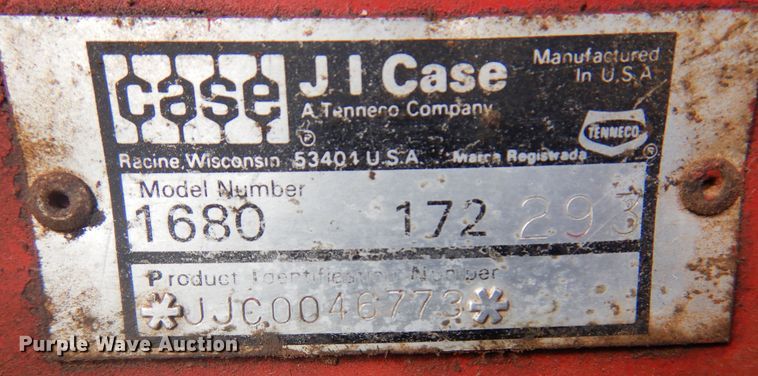 case
J I Case
A Tenneco Company
Manufactured
In U.S.A.
TENNECO
Racine, Wisconsin 53401 U.S.A. Marca Registrada
Model Number
1680 172 293
Product Identification Number
*JJC0046773*
Purple Wave Auction